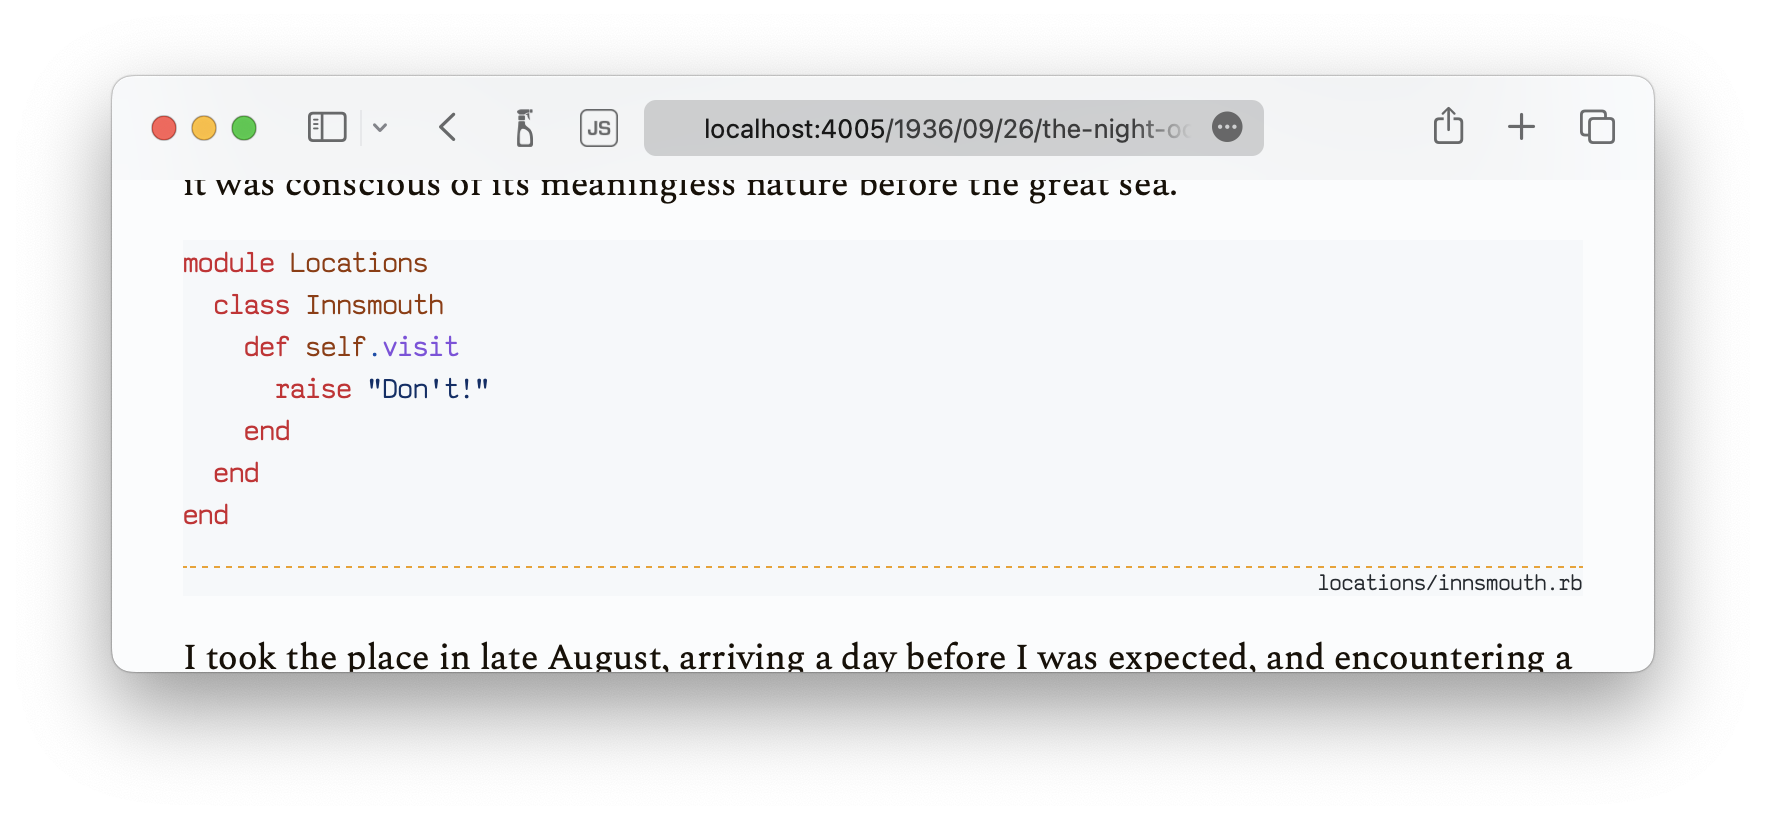 JS
localhost:4005/1936/09/26/the-night-oc
it was conscious of its meaningless nature before the great sea.
module Locations
  class Innsmouth
    def self.visit
      raise "Don't!"
    end
  end
end
locations/innsmouth.rb
I took the place in late August, arriving a day before I was expected, and encountering a